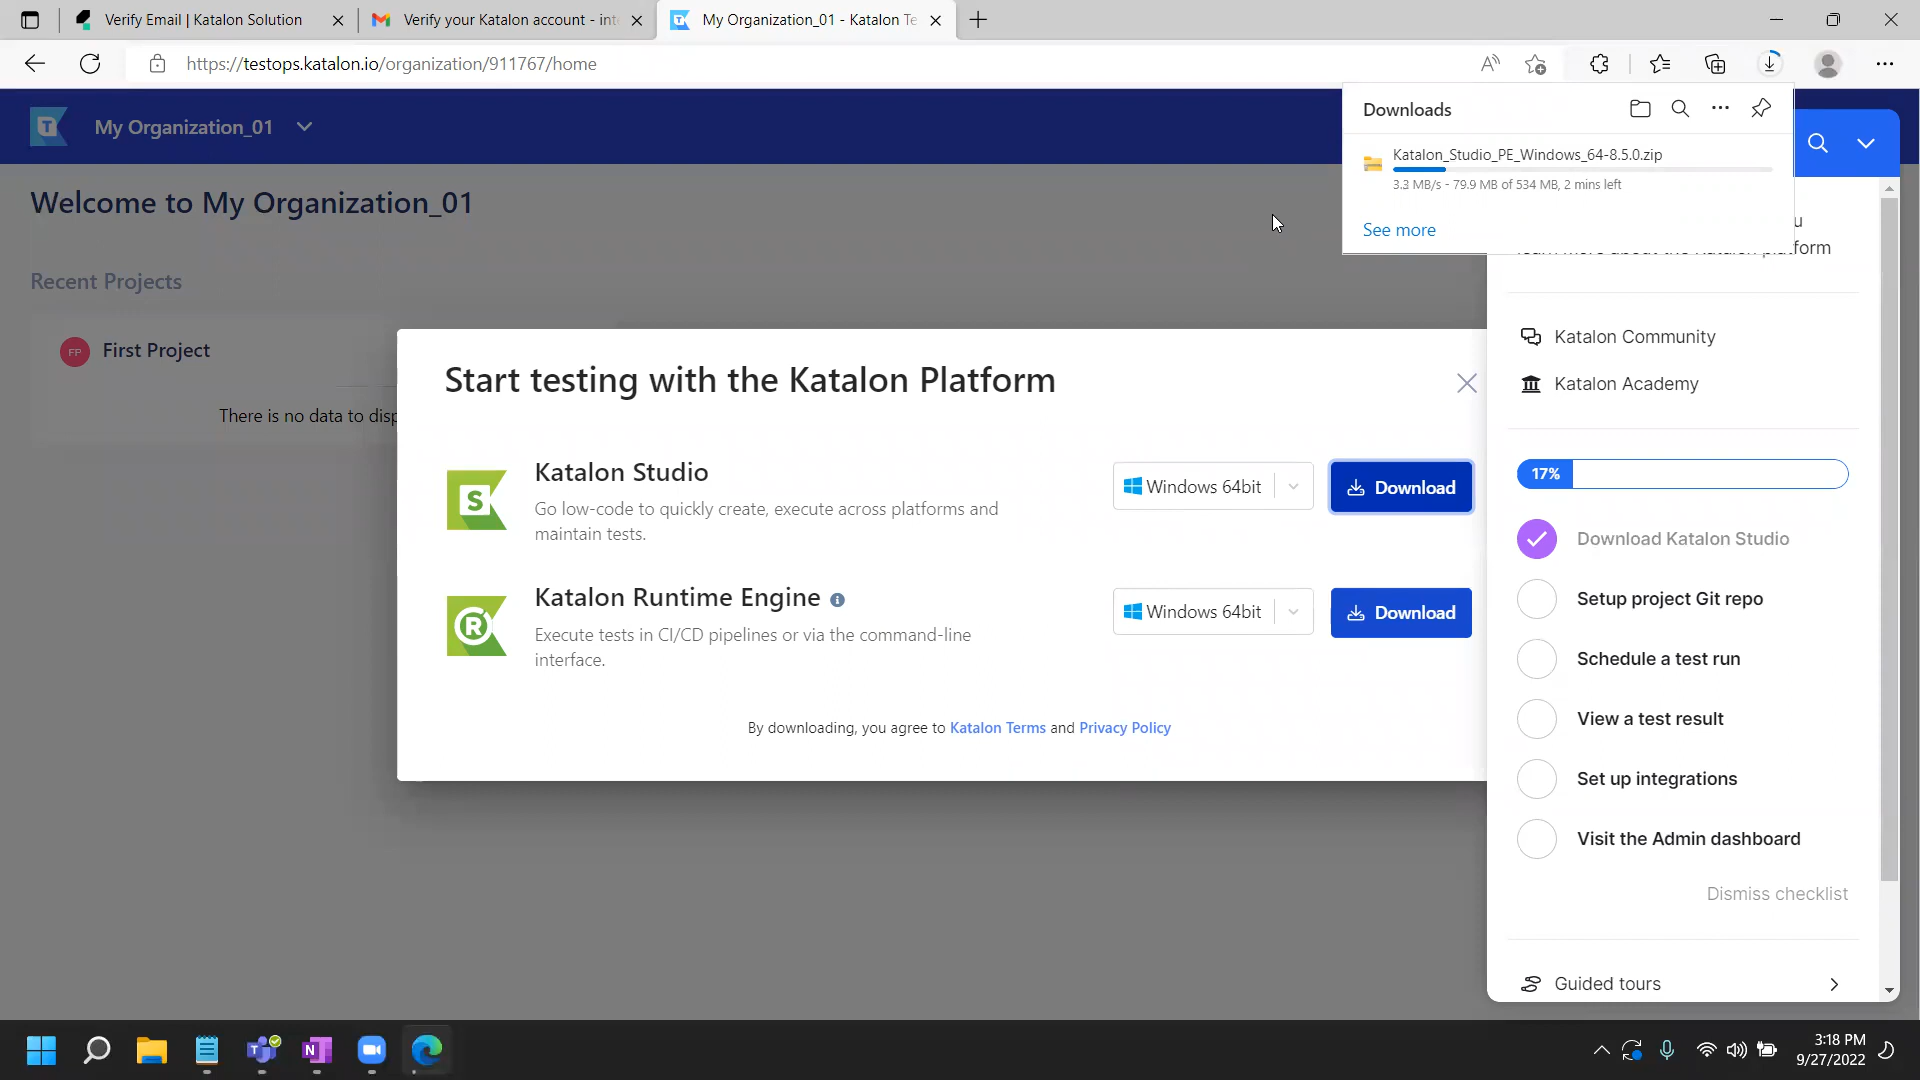 Verify Email | Katalon Solution
Verify your Katalon account - int
My Organization_01 - Katalon Te
https://testops.katalon.io/organization/911767/home
My Organization_01
Downloads
Katalon_Studio_PE_Windows_64-8.5.0.zip
3.3 MB/s - 79.9 MB of 534 MB, 2 mins left
See more
Welcome to My Organization_01
Recent Projects
FP
First Project
There is no data to disp
Start testing with the Katalon Platform
S
Katalon Studio
Go low-code to quickly create, execute across platforms and
maintain tests.
Windows 64bit
Download
R
Katalon Runtime Engine
Execute tests in CI/CD pipelines or via the command-line
interface.
Windows 64bit
Download
By downloading, you agree to Katalon Terms and Privacy Policy
u
learn more about the Katalon platform
Katalon Community
Katalon Academy
17%
Download Katalon Studio
Setup project Git repo
Schedule a test run
View a test result
Set up integrations
Visit the Admin dashboard
Dismiss checklist
Guided tours
3:18 PM
9/27/2022